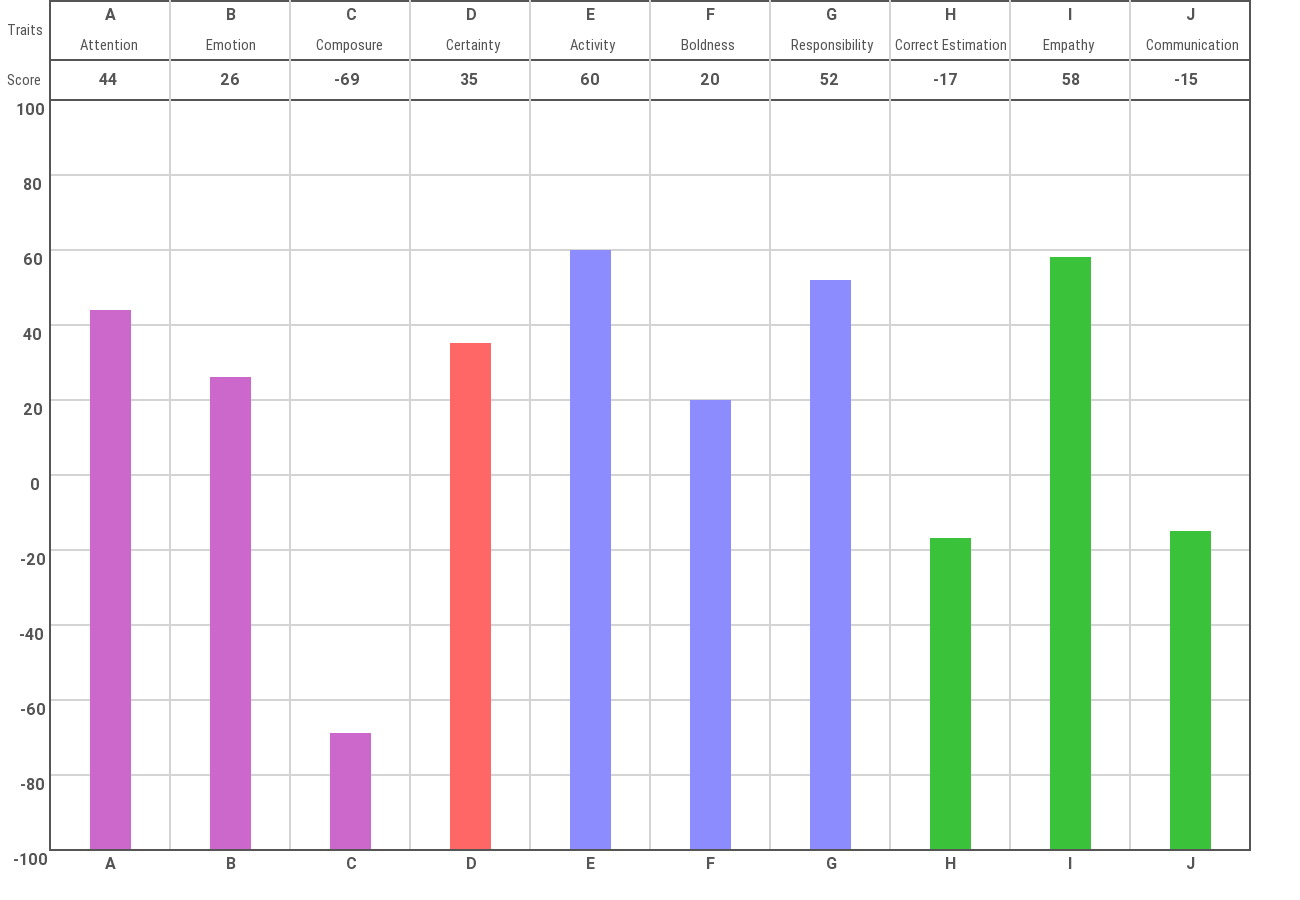 A B C D E F G H I J
Traits
Attention Emotion Composure Certainty Activity Boldness Responsibility Correct Estimation Empathy Communication
Score 44 26 -69 35 60 20 52 -17 58 -15
100
80
60
40
20
0
-20
-40
-60
-80
-100
A B C D E F G H I J